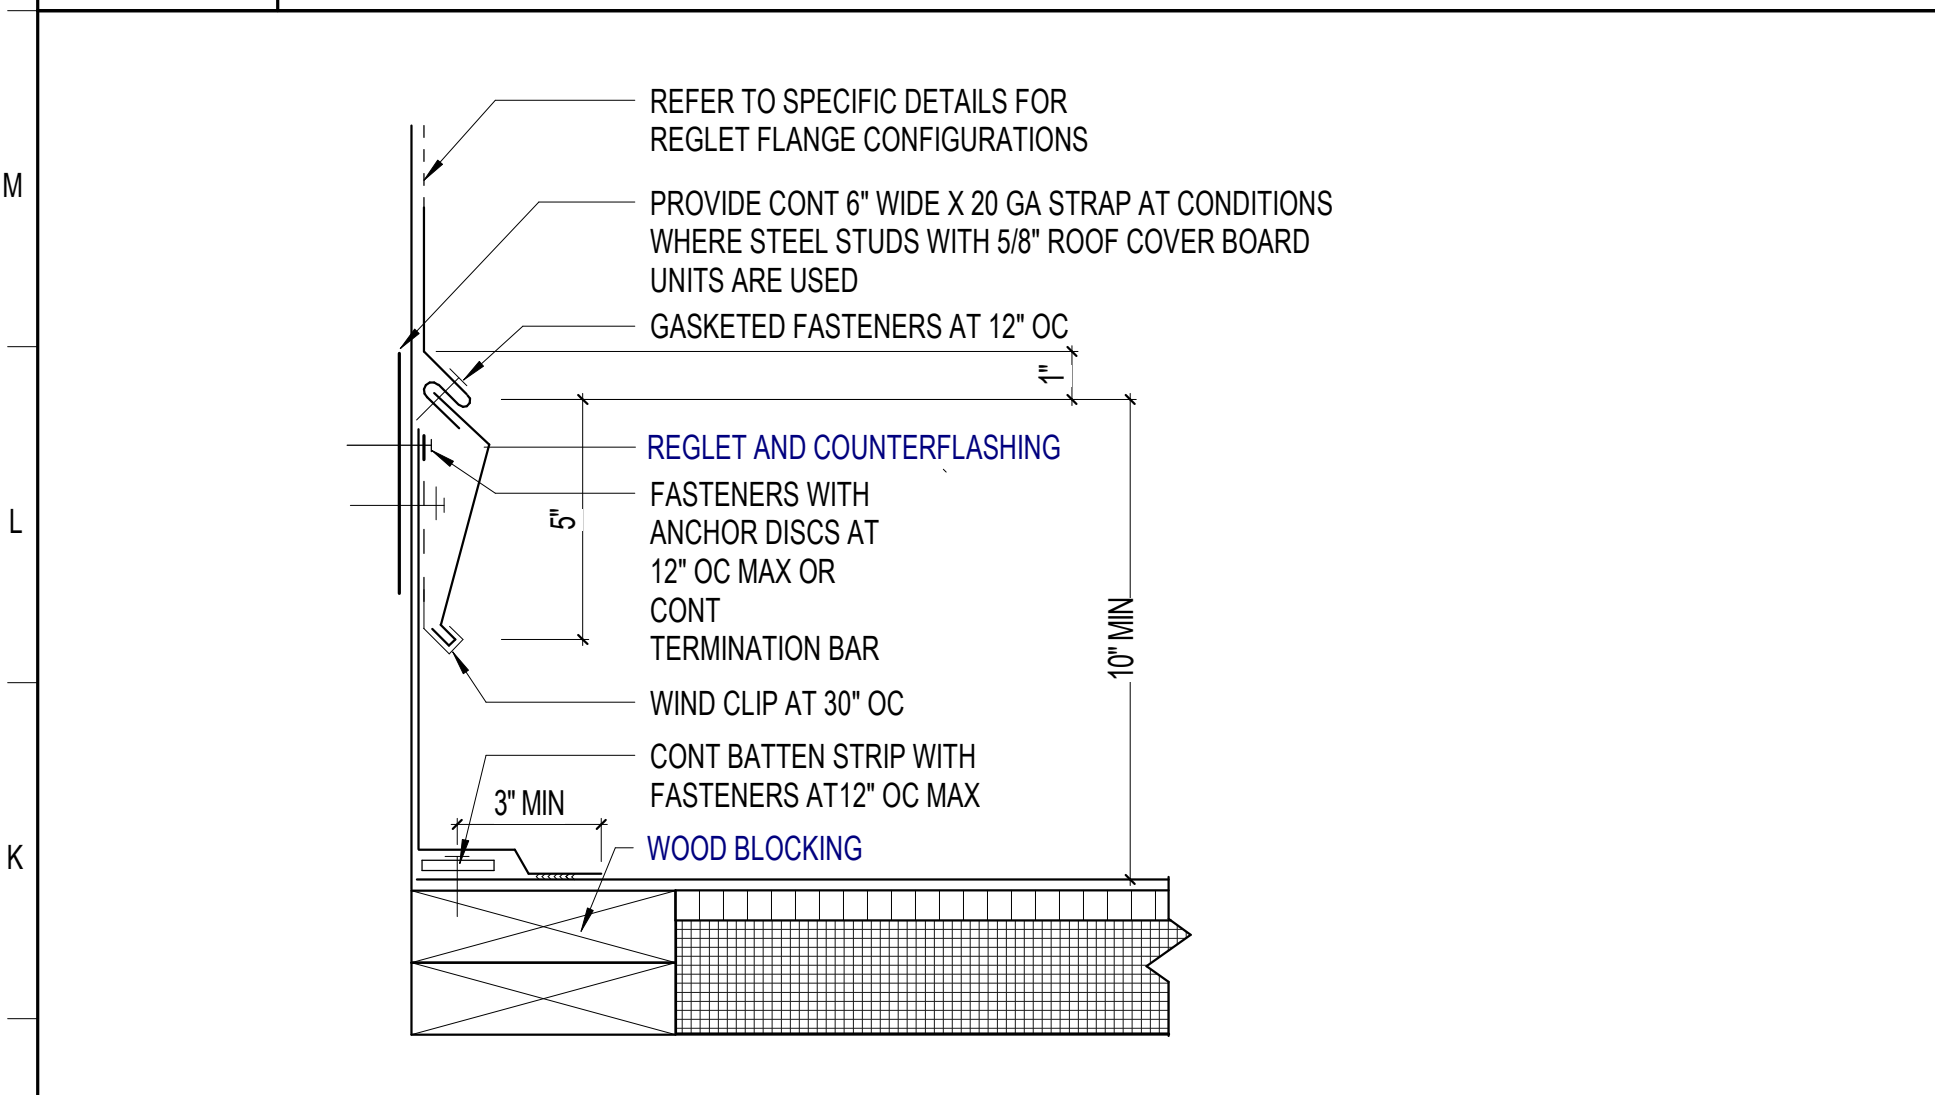 REFER TO SPECIFIC DETAILS FOR
REGLET FLANGE CONFIGURATIONS
M
PROVIDE CONT 6" WIDE X 20 GA STRAP AT CONDITIONS
WHERE STEEL STUDS WITH 5/8" ROOF COVER BOARD
UNITS ARE USED
GASKETED FASTENERS AT 12" OC
1"
REGLET AND COUNTERFLASHING
FASTENERS WITH
ANCHOR DISCS AT
12" OC MAX OR
CONT
TERMINATION BAR
L
5"
10" MIN
WIND CLIP AT 30" OC
CONT BATTEN STRIP WITH
FASTENERS AT12" OC MAX
3" MIN
WOOD BLOCKING
K